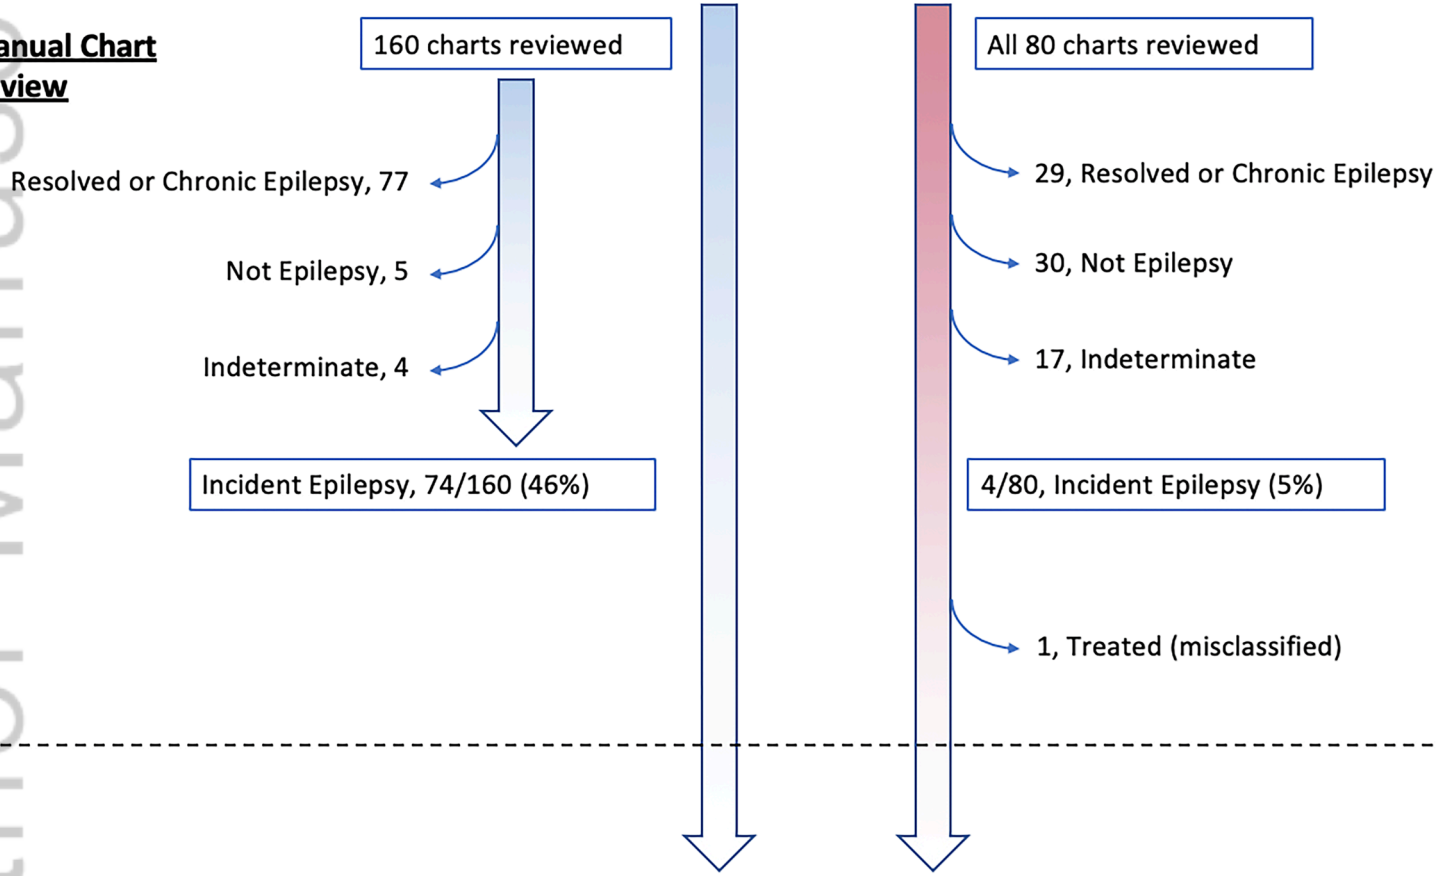 anual Chart
view
160 charts reviewed
Resolved or Chronic Epilepsy, 77
Not Epilepsy, 5
Indeterminate, 4
Incident Epilepsy, 74/160 (46%)
All 80 charts reviewed
29, Resolved or Chronic Epilepsy
30, Not Epilepsy
17, Indeterminate
4/80, Incident Epilepsy (5%)
1, Treated (misclassified)